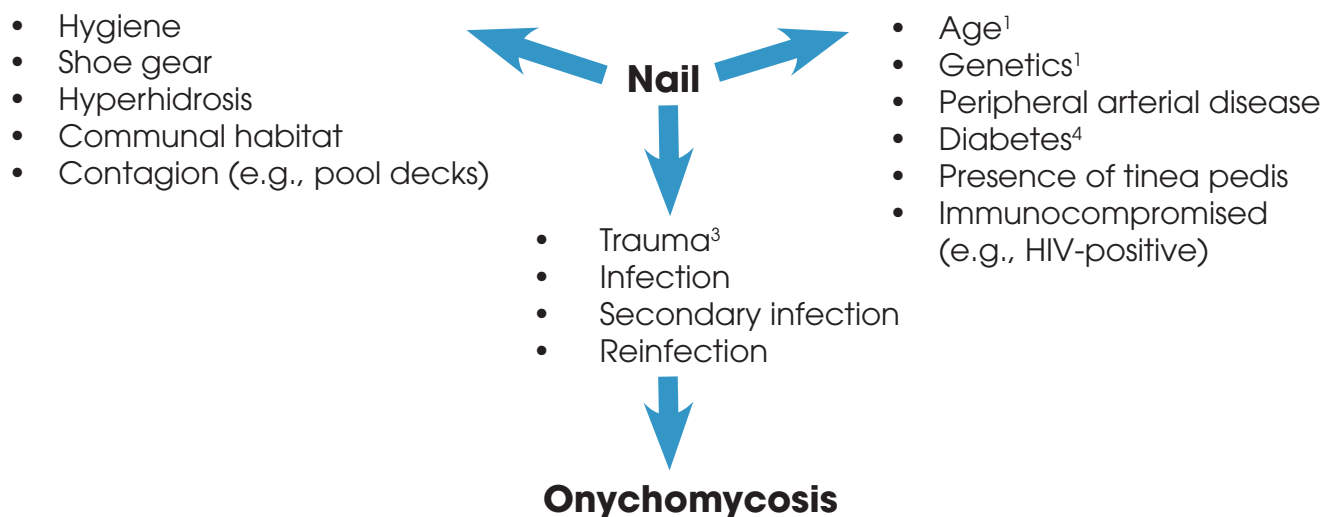 • Hygiene
• Shoe gear
• Hyperhidrosis
• Communal habitat
• Contagion (e.g., pool decks)
Nail
• Age¹
• Genetics¹
• Peripheral arterial disease
• Diabetes⁴
• Presence of tinea pedis
• Immunocompromised
(e.g., HIV-positive)
• Trauma³
• Infection
• Secondary infection
• Reinfection
Onychomycosis